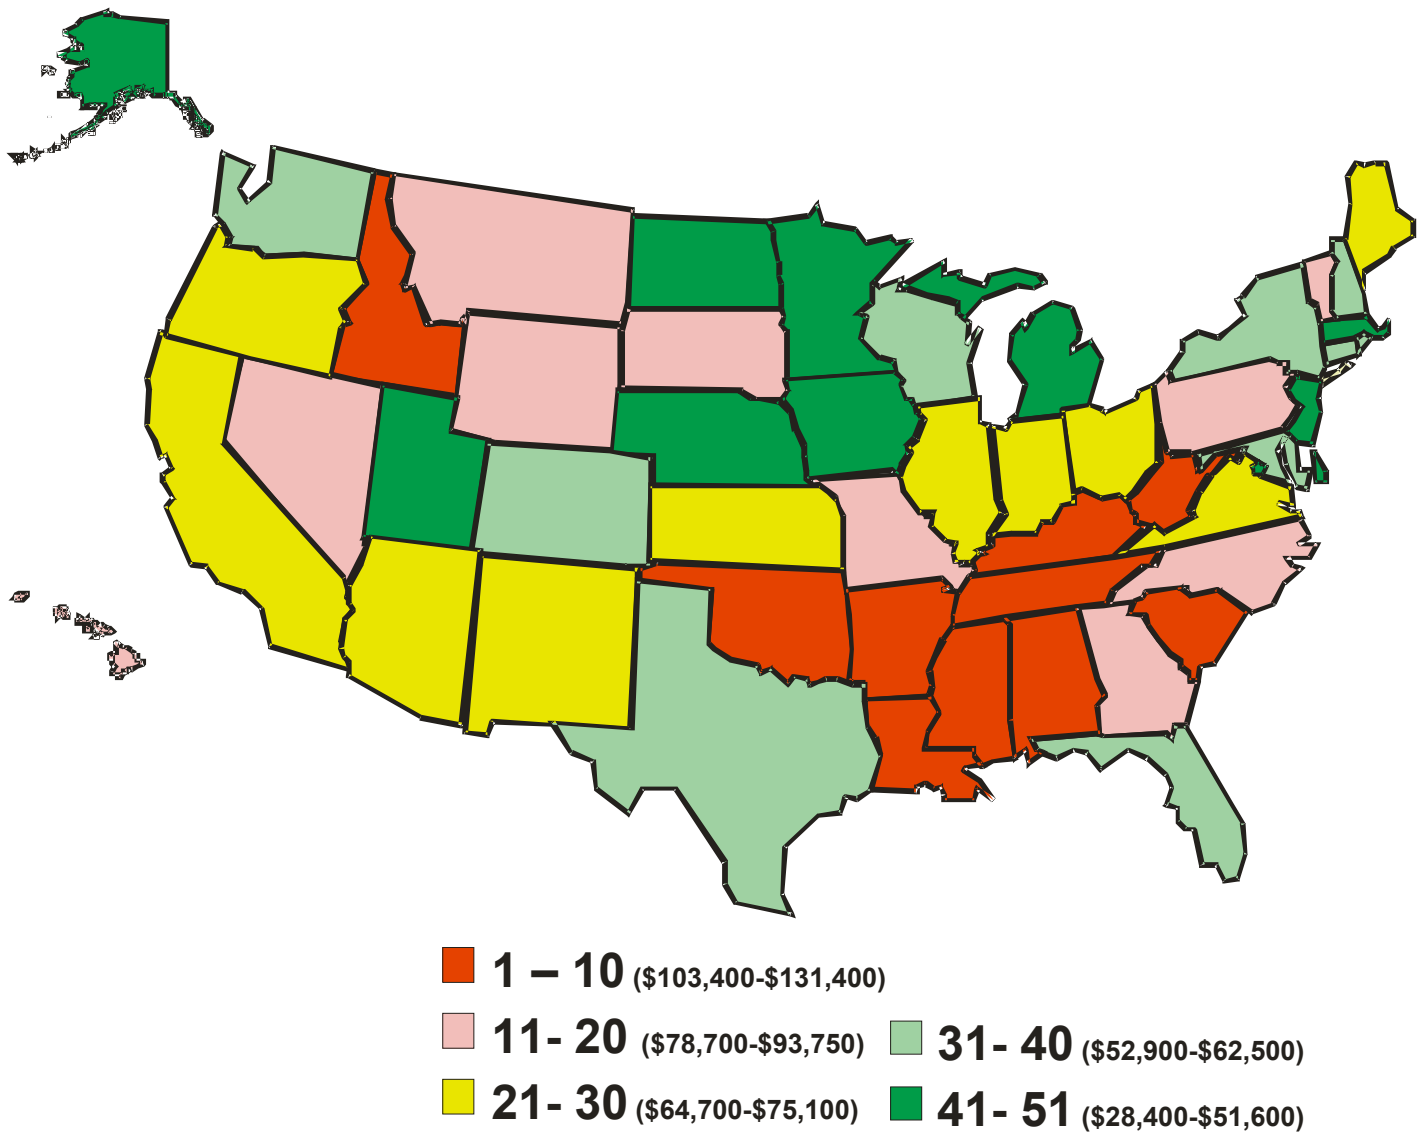 1 – 10 ($103,400-$131,400)
11- 20 ($78,700-$93,750)
21- 30 ($64,700-$75,100)
31- 40 ($52,900-$62,500)
41- 51 ($28,400-$51,600)